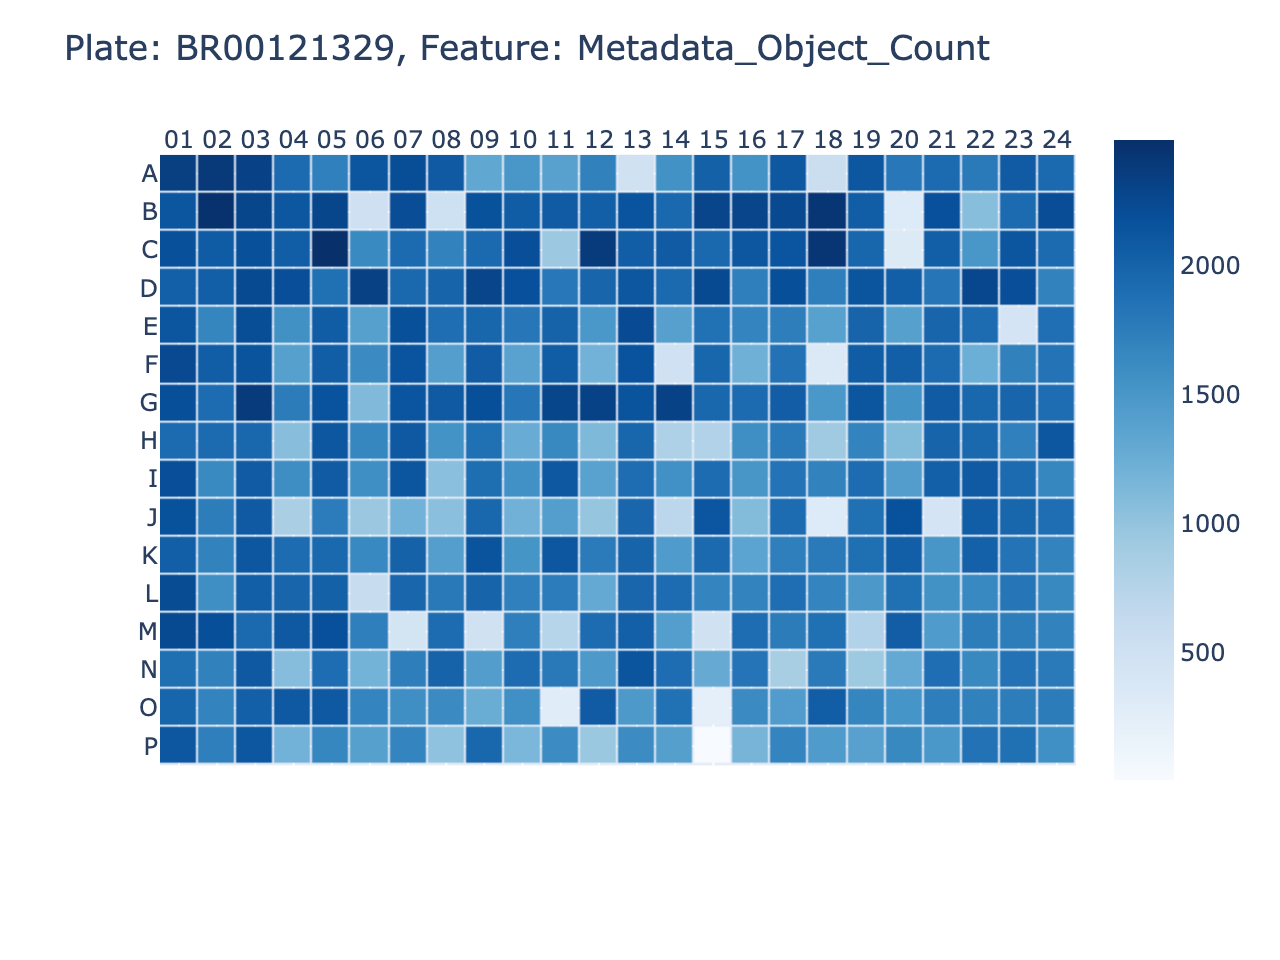 Plate: BR00121329, Feature: Metadata_Object_Count
01 02 03 04 05 06 07 08 09 10 11 12 13 14 15 16 17 18 19 20 21 22 23 24
A
B
C
D
2000
E
F
G
1500
H
I
J
1000
K
L
M
N
500
O
P